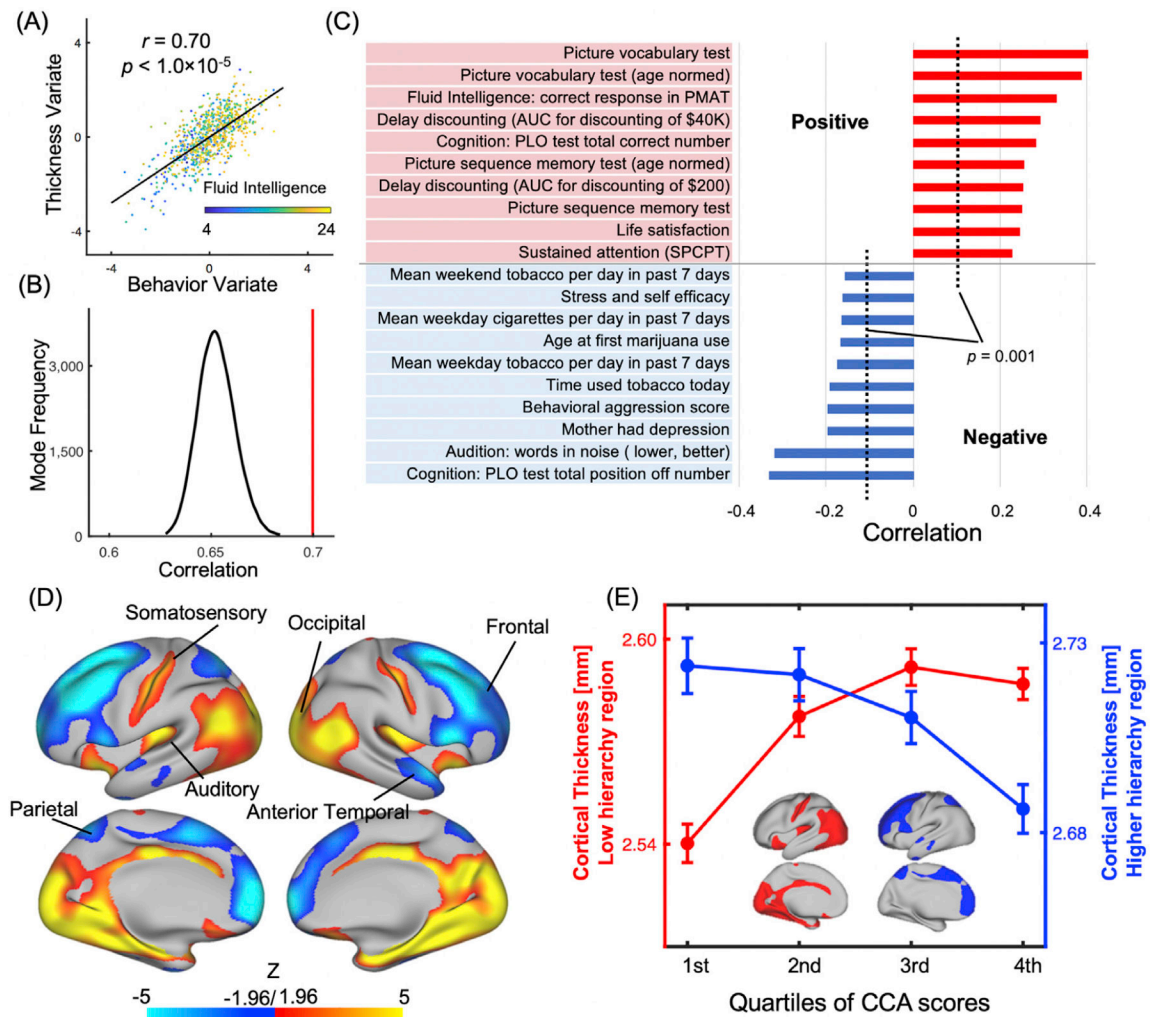 (A)
r = 0.70
p < 1.0×10⁻⁵
Thickness Variate
4
0
-4
Fluid Intelligence
4
24
-4
0
4
Behavior Variate
(B)
Mode Frequency
3,000
1,500
0
0.6
0.65
0.7
Correlation
(C)
Picture vocabulary test
Picture vocabulary test (age normed)
Fluid Intelligence: correct response in PMAT
Delay discounting (AUC for discounting of $40K)
Cognition: PLO test total correct number
Picture sequence memory test (age normed)
Delay discounting (AUC for discounting of $200)
Picture sequence memory test
Life satisfaction
Sustained attention (SPCPT)
Mean weekend tobacco per day in past 7 days
Stress and self efficacy
Mean weekday cigarettes per day in past 7 days
Age at first marijuana use
Mean weekday tobacco per day in past 7 days
Time used tobacco today
Behavioral aggression score
Mother had depression
Audition: words in noise ( lower, better)
Cognition: PLO test total position off number
Positive
p = 0.001
Negative
-0.4
-0.2
0
0.2
0.4
Correlation
(D)
Somatosensory
Occipital
Frontal
Auditory
Anterior Temporal
Parietal
Z
-5
-1.96/ 1.96
5
(E)
Cortical Thickness [mm]
Low hierarchy region
2.60
2.54
2.73
2.68
Cortical Thickness [mm]
Higher hierarchy region
1st
2nd
3rd
4th
Quartiles of CCA scores